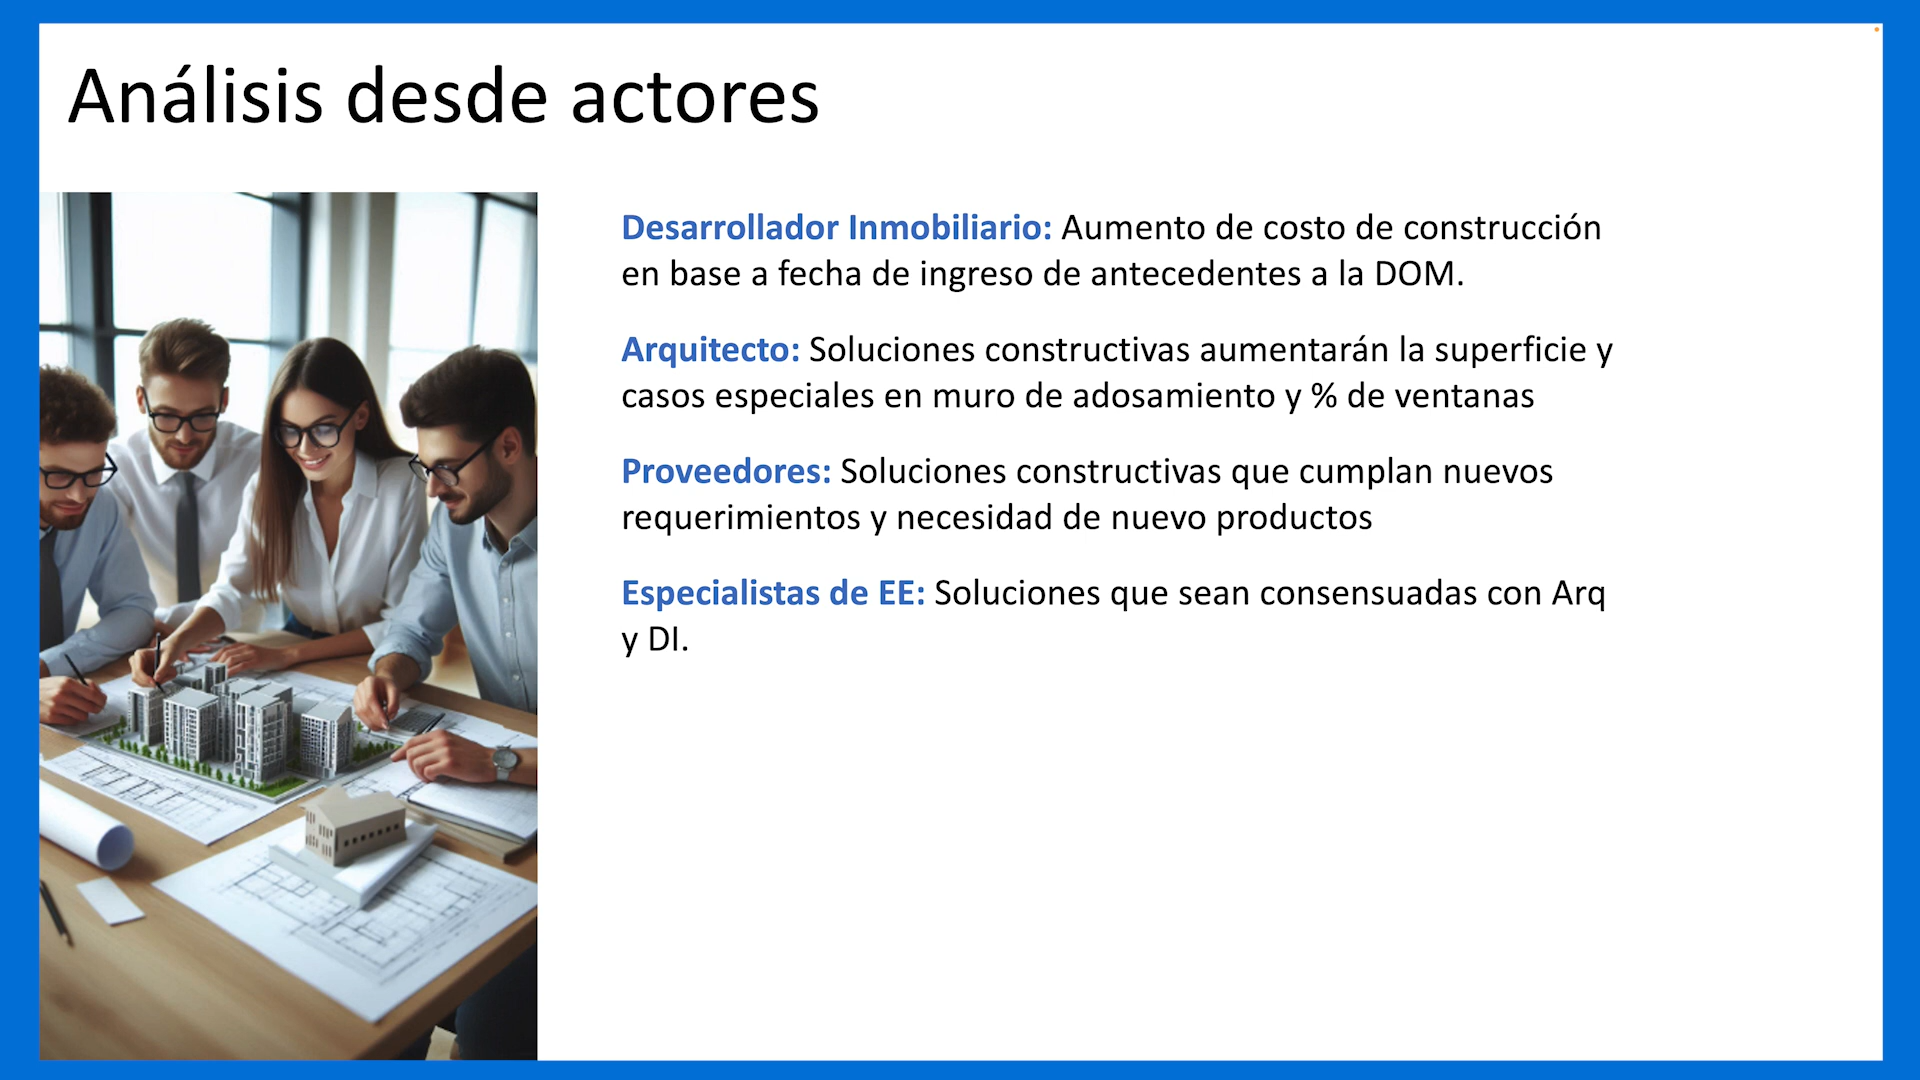 Análisis desde actores
Desarrollador Inmobiliario: Aumento de costo de construcción
en base a fecha de ingreso de antecedentes a la DOM.
Arquitecto: Soluciones constructivas aumentarán la superficie y
casos especiales en muro de adosamiento y % de ventanas
Proveedores: Soluciones constructivas que cumplan nuevos
requerimientos y necesidad de nuevo productos
Especialistas de EE: Soluciones que sean consensuadas con Arq
y DI.